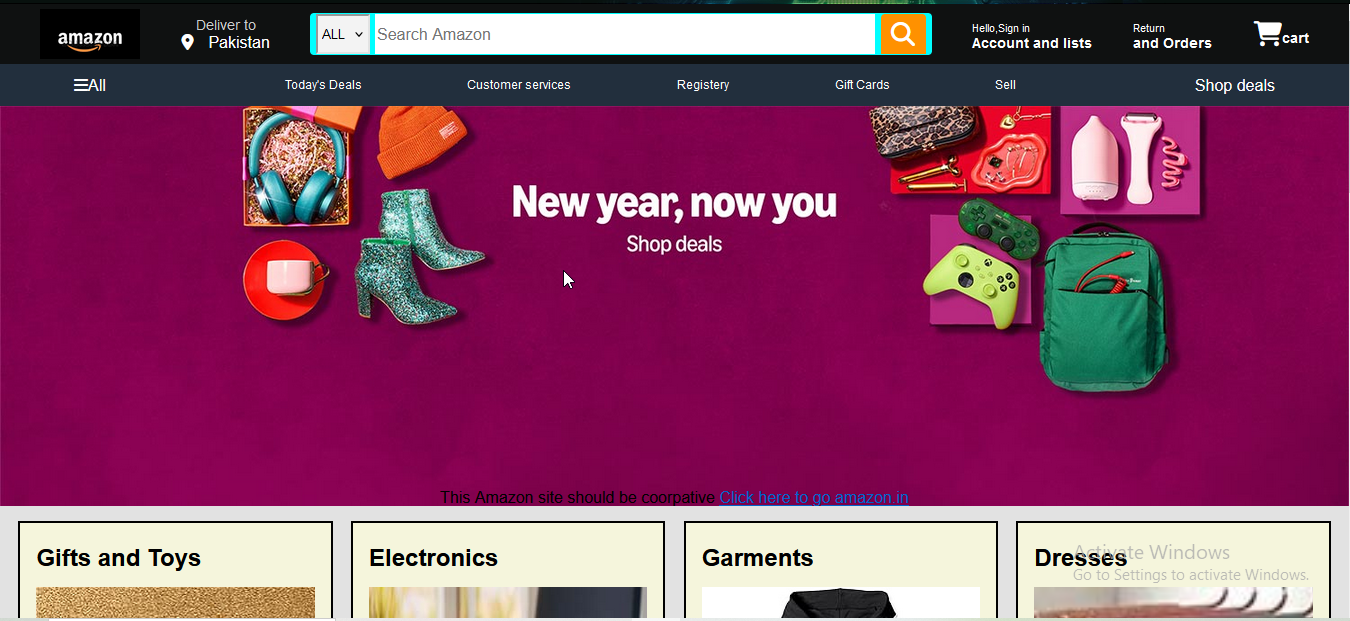 amazon
Deliver to
Pakistan
ALL
Search Amazon
Hello,Sign in
Account and lists
Return
and Orders
cart
All
Today's Deals
Customer services
Registery
Gift Cards
Sell
Shop deals
New year, now you
Shop deals
This Amazon site should be coorpative Click here to go amazon.in
Gifts and Toys
Electronics
Garments
Dresses
Activate Windows
Go to Settings to activate Windows.